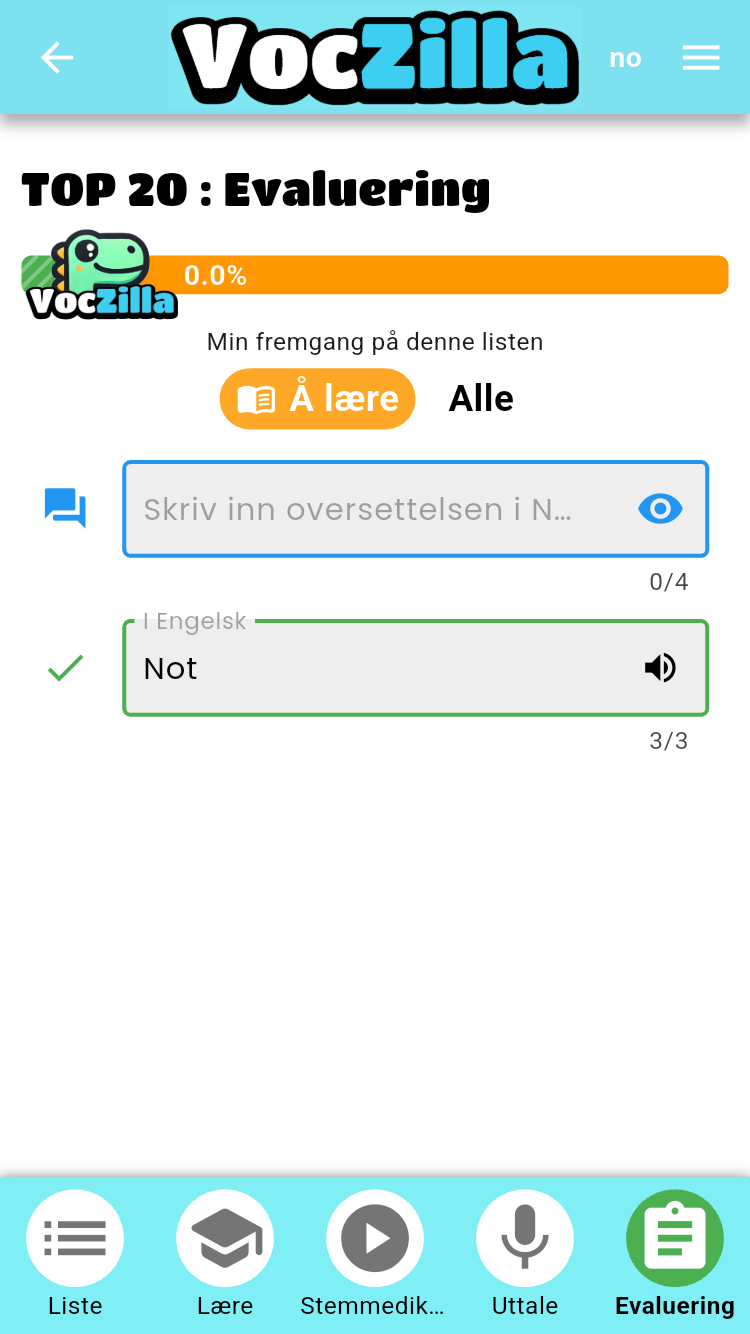 VocZilla
no
TOP 20 : Evaluering
VocZilla
0.0%
Min fremgang på denne listen
Å lære
Alle
Skriv inn oversettelsen i N...
0/4
I Engelsk
Not
3/3
Liste
Lære
Stemmedik...
Uttale
Evaluering